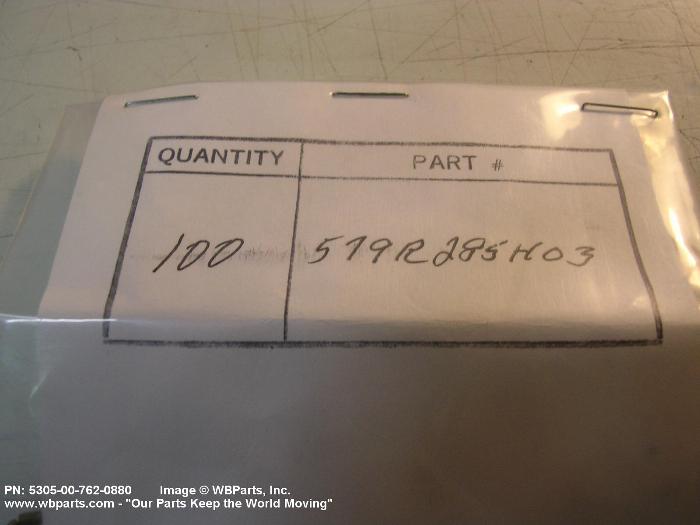 QUANTITY PART #
100 579R285H03
PN: 5305-00-762-0880 Image © WBParts, Inc.
www.wbparts.com - "Our Parts Keep the World Moving"